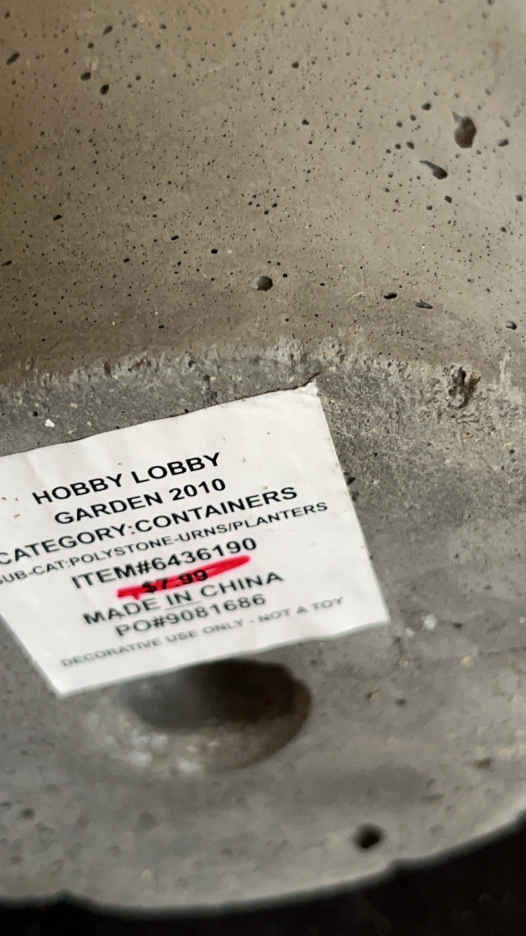 HOBBY LOBBY
GARDEN 2010
CATEGORY:CONTAINERS
SUB-CAT:POLYSTONE-URNS/PLANTERS
ITEM#6436190
$7.99
MADE IN CHINA
PO#9081686
DECORATIVE USE ONLY - NOT A TOY